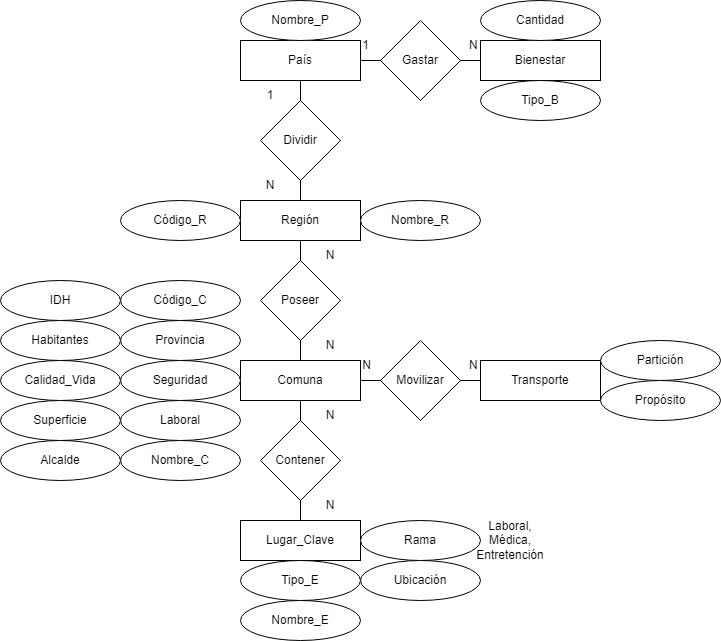 Nombre_P
Cantidad
1
N
País
Gastar
Bienestar
1
Tipo_B
Dividir
N
Código_R
Región
Nombre_R
N
IDH
Código_C
Poseer
Habitantes
Provincia
N
Partición
N
N
Calidad_Vida
Seguridad
Comuna
Movilizar
Transporte
Propósito
N
Superficie
Laboral
Alcalde
Nombre_C
Contener
N
Lugar_Clave
Rama
Laboral,
Médica,
Entretención
Tipo_E
Ubicación
Nombre_E